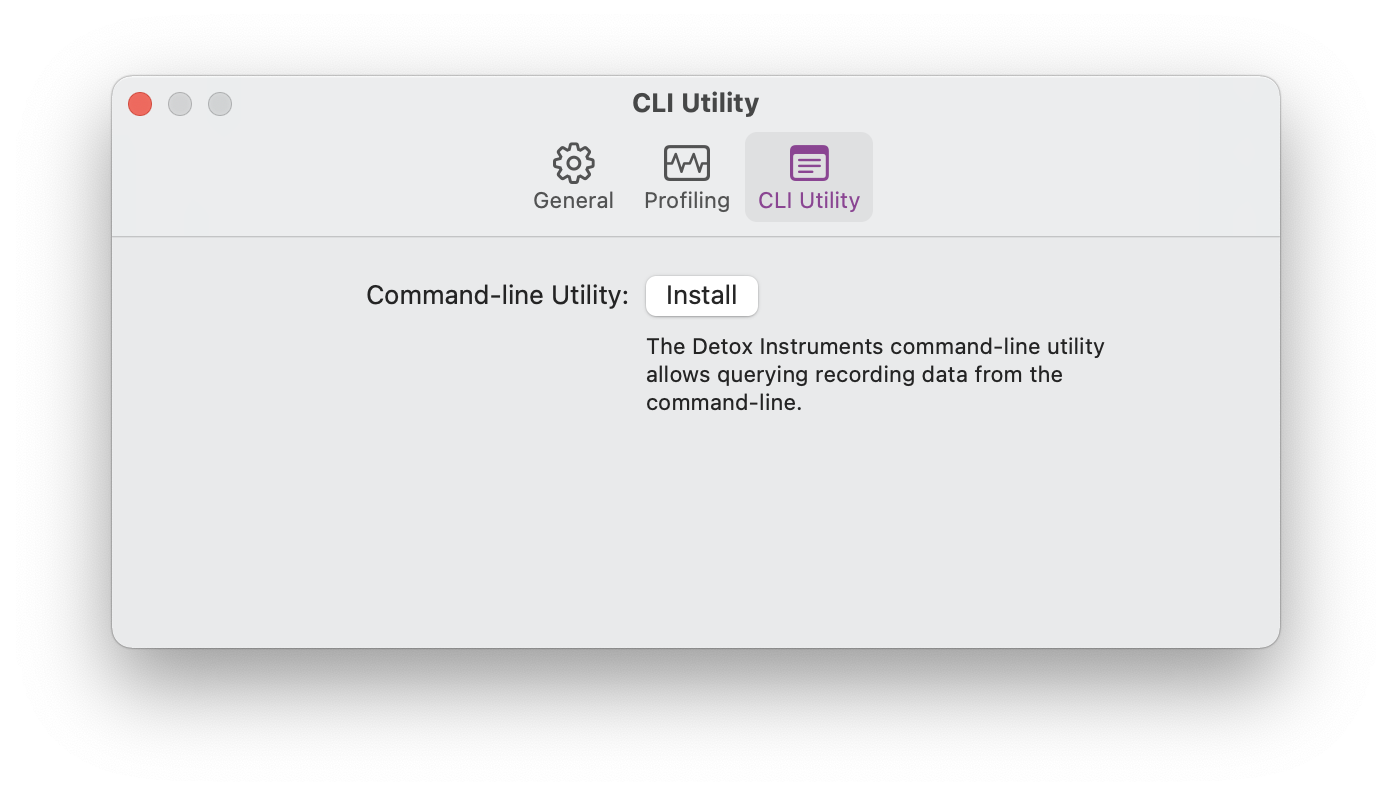 CLI Utility
General
Profiling
CLI Utility
Command-line Utility:
Install
The Detox Instruments command-line utility
allows querying recording data from the
command-line.